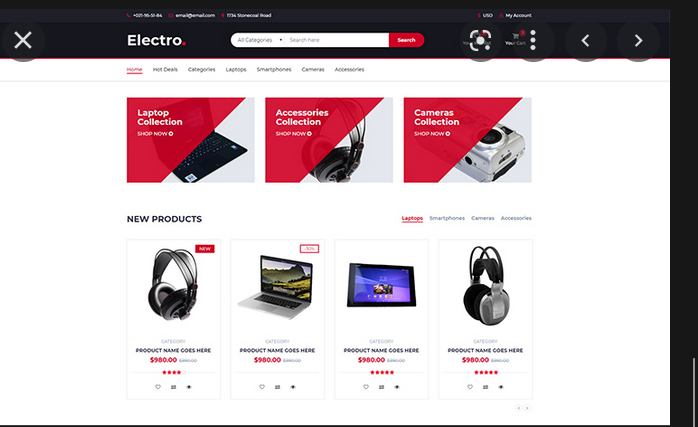 +021-95-51-84 email@email.com 1734 Stonecoal Road USD My Account
Electro.
All Categories Search here Search
Your Cart
Home Hot Deals Categories Laptops Smartphones Cameras Accessories
Laptop
Collection
SHOP NOW
Accessories
Collection
SHOP NOW
Cameras
Collection
SHOP NOW
NEW PRODUCTS
Laptops Smartphones Cameras Accessories
NEW
-30%
CATEGORY
PRODUCT NAME GOES HERE
$980.00 $990.00
CATEGORY
PRODUCT NAME GOES HERE
$980.00 $990.00
CATEGORY
PRODUCT NAME GOES HERE
$980.00 $990.00
CATEGORY
PRODUCT NAME GOES HERE
$980.00 $990.00